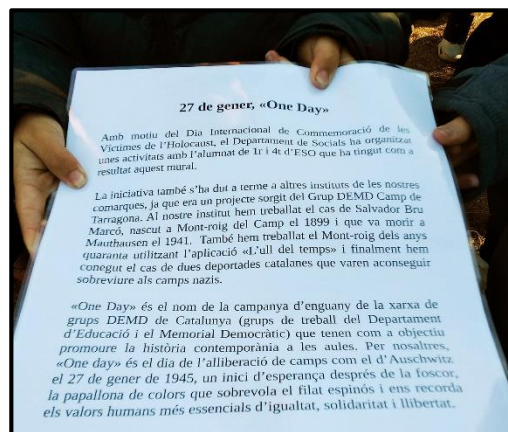 27 de gener, «One Day»
Amb motiu del Dia Internacional de Commemoració de les
Víctimes de l'Holocaust, el Departament de Socials ha organitzat
unes activitats amb l'alumnat de 1r i 4t d'ESO que ha tingut com a
resultat aquest mural.
La iniciativa també s'ha dut a terme a altres instituts de les nostres
comarques, ja que era un projecte sorgit del Grup DEMD Camp de
Tarragona. Al nostre institut hem treballat el cas de Salvador Bru
Marcó, nascut a Mont-roig del Camp el 1899 i que va morir a
Mauthausen el 1941. També hem treballat el Mont-roig dels anys
quaranta utilitzant l'aplicació «L'ull del temps» i finalment hem
conegut el cas de dues deportades catalanes que varen aconseguir
sobreviure als camps nazis.
«One Day» és el nom de la campanya d'enguany de la xarxa de
grups DEMD de Catalunya (grups de treball del Departament
d'Educació i el Memorial Democràtic) que tenen com a objectiu
promoure la història contemporània a les aules. Per nosaltres,
«One day» és el dia de l'alliberació de camps com el d'Auschwitz
el 27 de gener de 1945, un inici d'esperança després de la foscor,
la papallona de colors que sobrevola el filat espinós i ens recorda
els valors humans més essencials d'igualtat, solidaritat i llibertat.